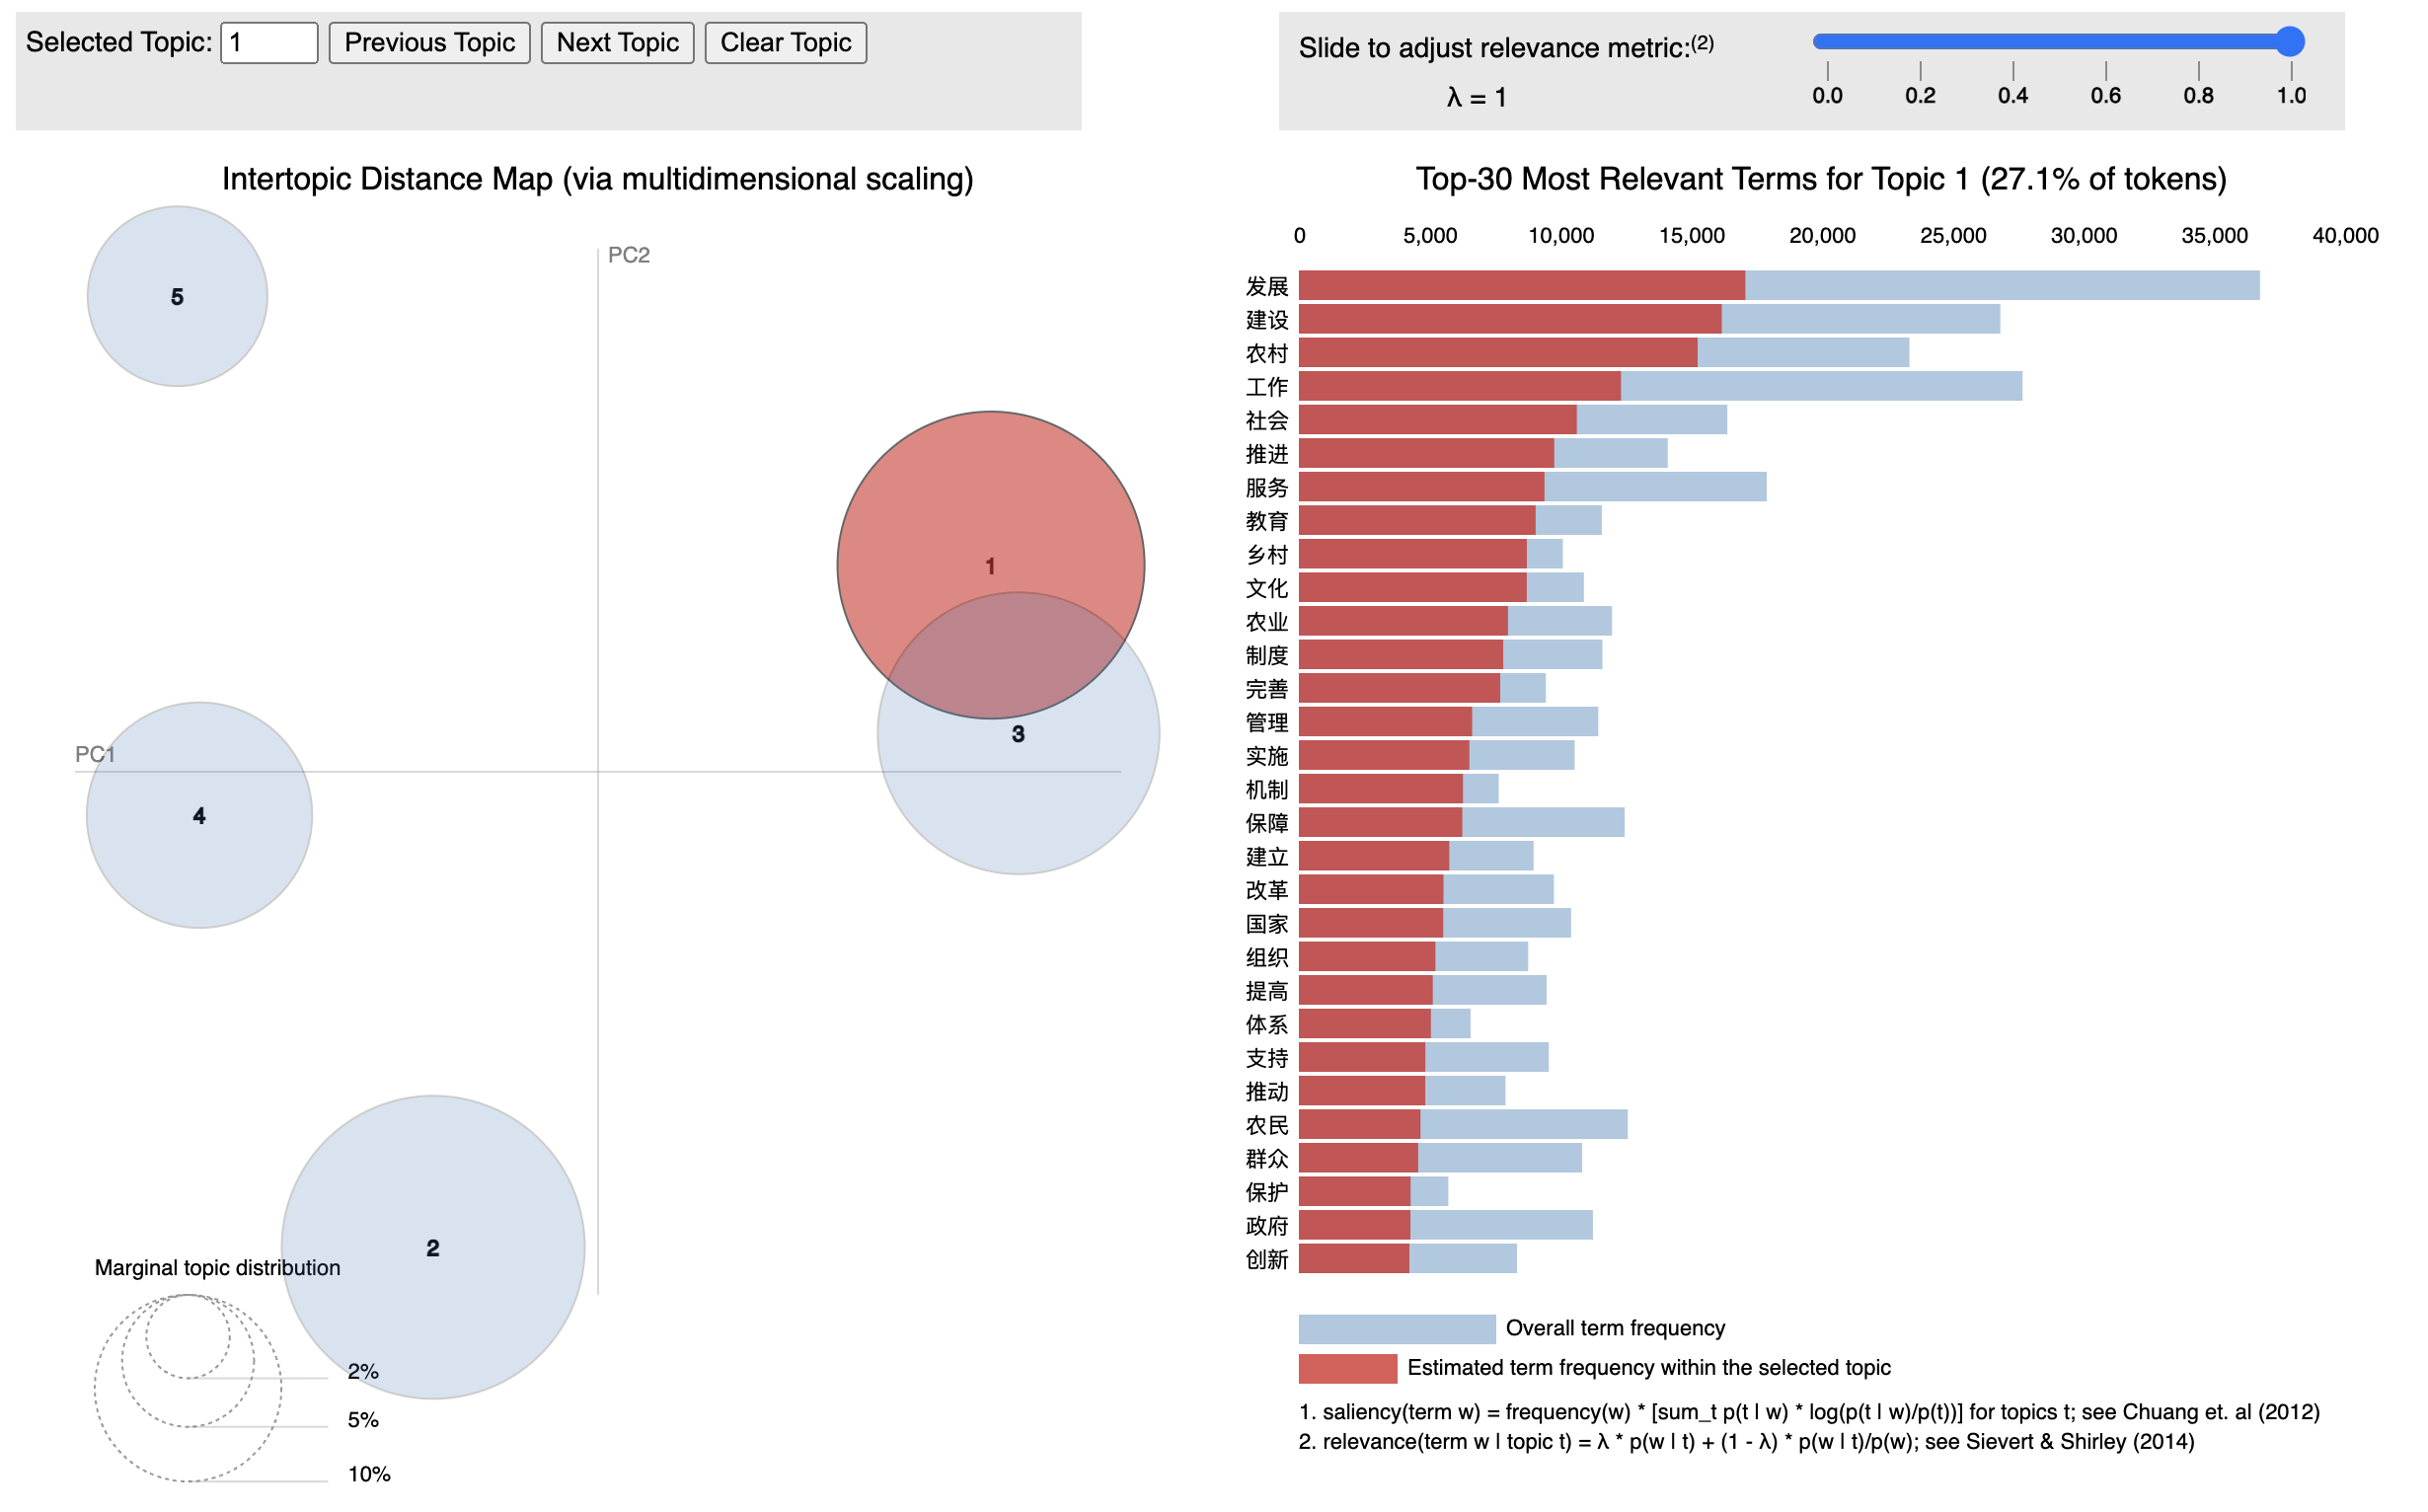 Selected Topic: 1 Previous Topic Next Topic Clear Topic
Slide to adjust relevance metric:(2)
λ = 1
0.0 0.2 0.4 0.6 0.8 1.0
Intertopic Distance Map (via multidimensional scaling)
PC2
PC1
5
1
3
4
2
Marginal topic distribution
2%
5%
10%
Top-30 Most Relevant Terms for Topic 1 (27.1% of tokens)
0 5,000 10,000 15,000 20,000 25,000 30,000 35,000 40,000
发展
建设
农村
工作
社会
推进
服务
教育
乡村
文化
农业
制度
完善
管理
实施
机制
保障
建立
改革
国家
组织
提高
体系
支持
推动
农民
群众
保护
政府
创新
Overall term frequency
Estimated term frequency within the selected topic
1. saliency(term w) = frequency(w) * [sum_t p(t | w) * log(p(t | w)/p(t))] for topics t; see Chuang et. al (2012)
2. relevance(term w | topic t) = λ * p(w | t) + (1 - λ) * p(w | t)/p(w); see Sievert & Shirley (2014)